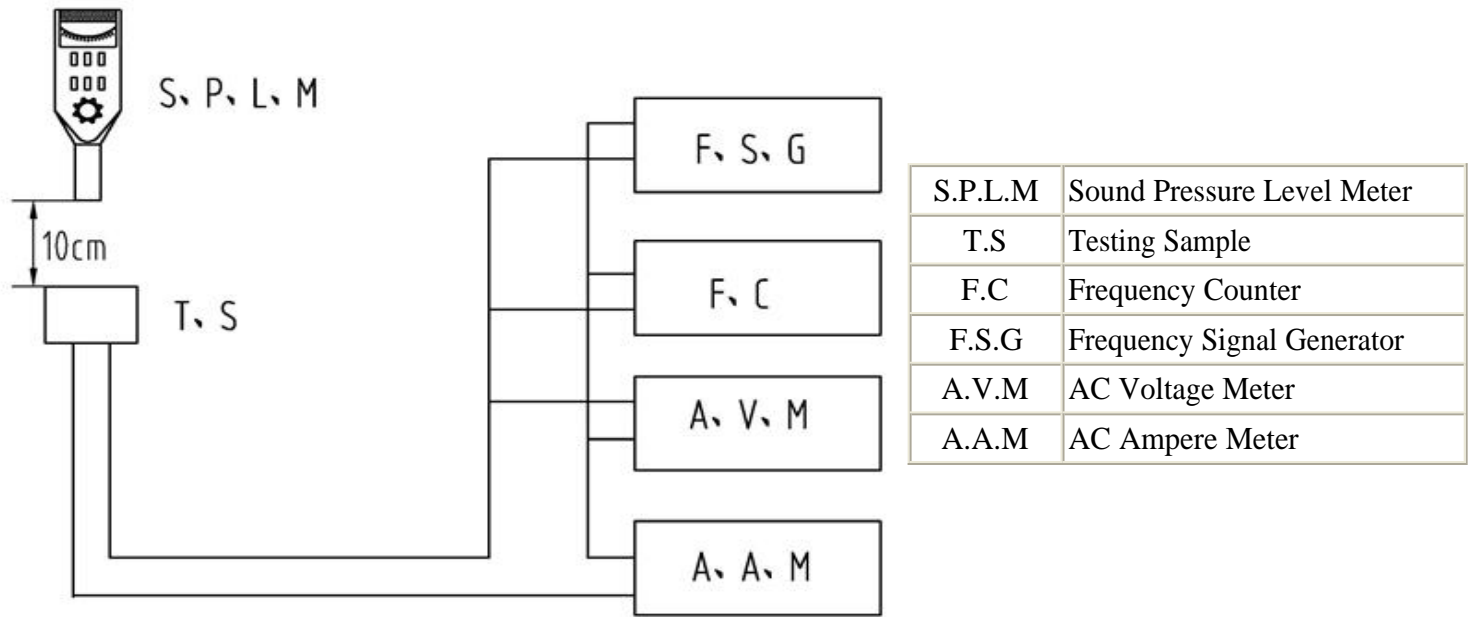 S、P、L、M
10cm
T、S
F、S、G
F、C
A、V、M
A、A、M
S.P.L.M Sound Pressure Level Meter
T.S Testing Sample
F.C Frequency Counter
F.S.G Frequency Signal Generator
A.V.M AC Voltage Meter
A.A.M AC Ampere Meter